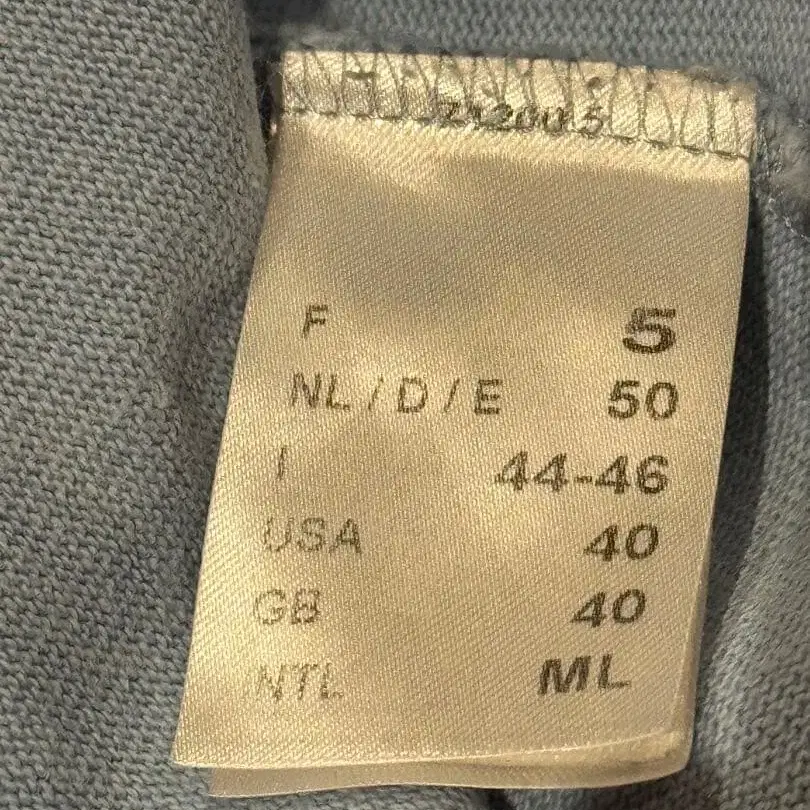 F 5
NL / D / E 50
I 44-46
USA 40
GB 40
NTL ML